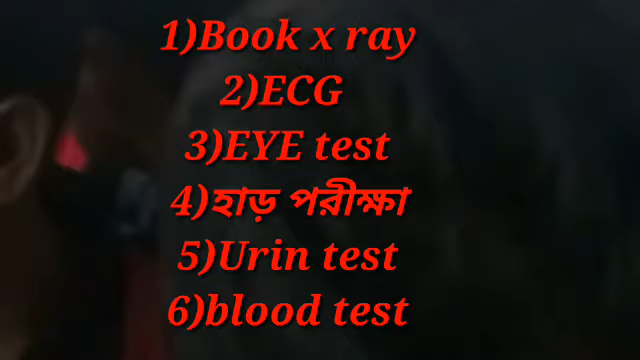 1)Book x ray
2)ECG
3)EYE test
4)হাড় পরীক্ষা
5)Urin test
6)blood test